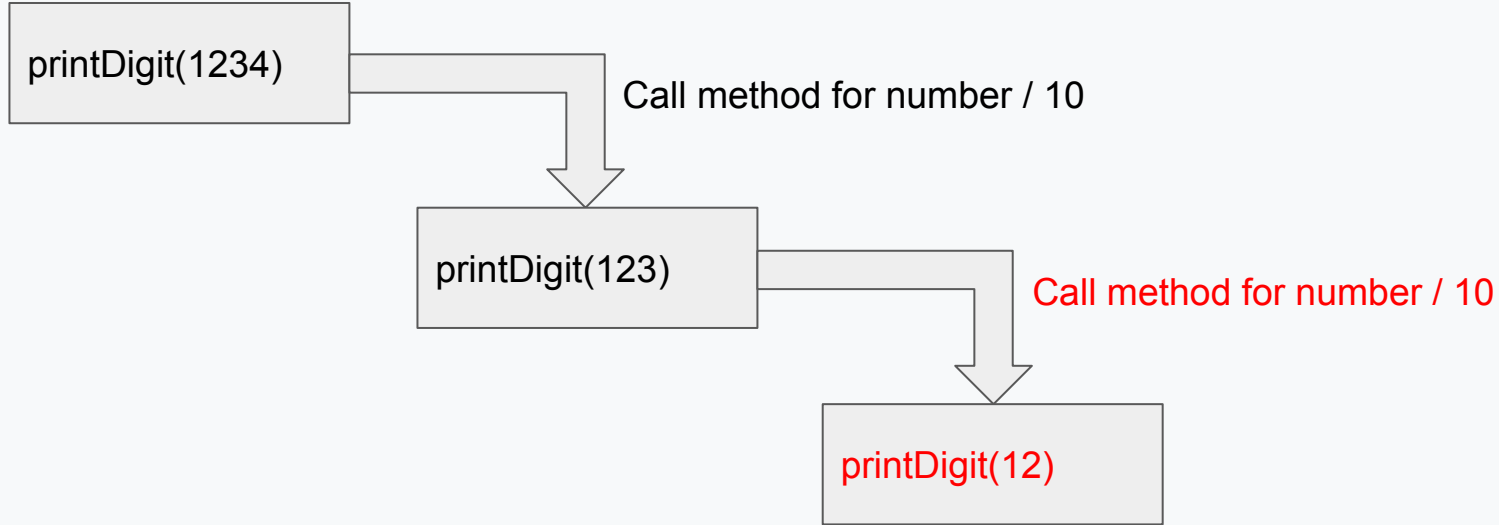 printDigit(1234)
Call method for number / 10
printDigit(123)
Call method for number / 10
printDigit(12)